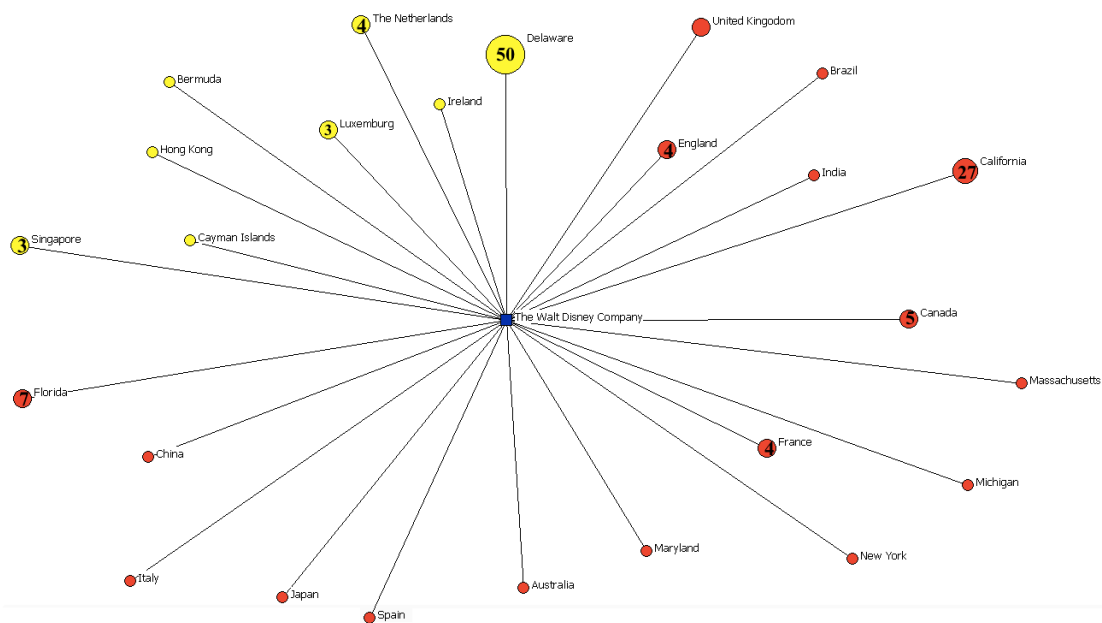 4 The Netherlands
50 Delaware
United Kingodom
Brazil
Bermuda
Ireland
3 Luxemburg
4 England
Hong Kong
27 California
India
3 Singapore
Cayman Islands
The Walt Disney Company
5 Canada
Massachusetts
7 Florida
4 France
China
Michigan
Maryland
New York
Italy
Japan
Australia
Spain